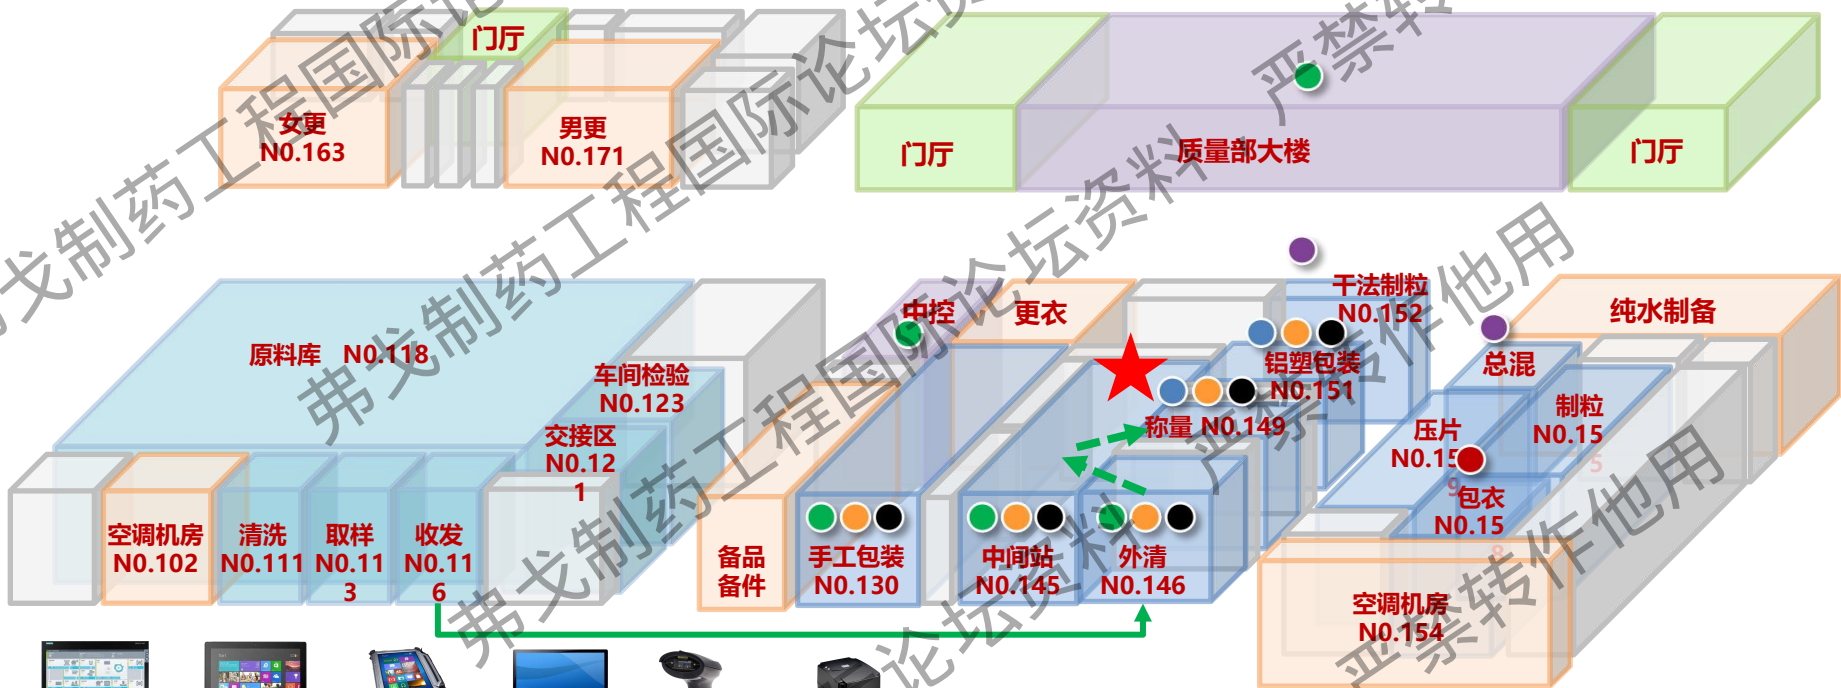 门厅
女更
N0.163
男更
N0.171
门厅
质量部大楼
门厅
原料库 N0.118
车间检验
N0.123
交接区
N0.12
1
空调机房
N0.102
清洗
N0.111
取样
N0.11
3
收发
N0.11
6
中控
更衣
备品
备件
手工包装
N0.130
中间站
N0.145
外清
N0.146
称量 N0.149
铝塑包装
N0.151
干法制粒
N0.152
总混
纯水制备
制粒
N0.15
5
压片
N0.15
9
包衣
N0.15
8
空调机房
N0.154
弗戈制药工程国际论坛资料 严禁转作他用